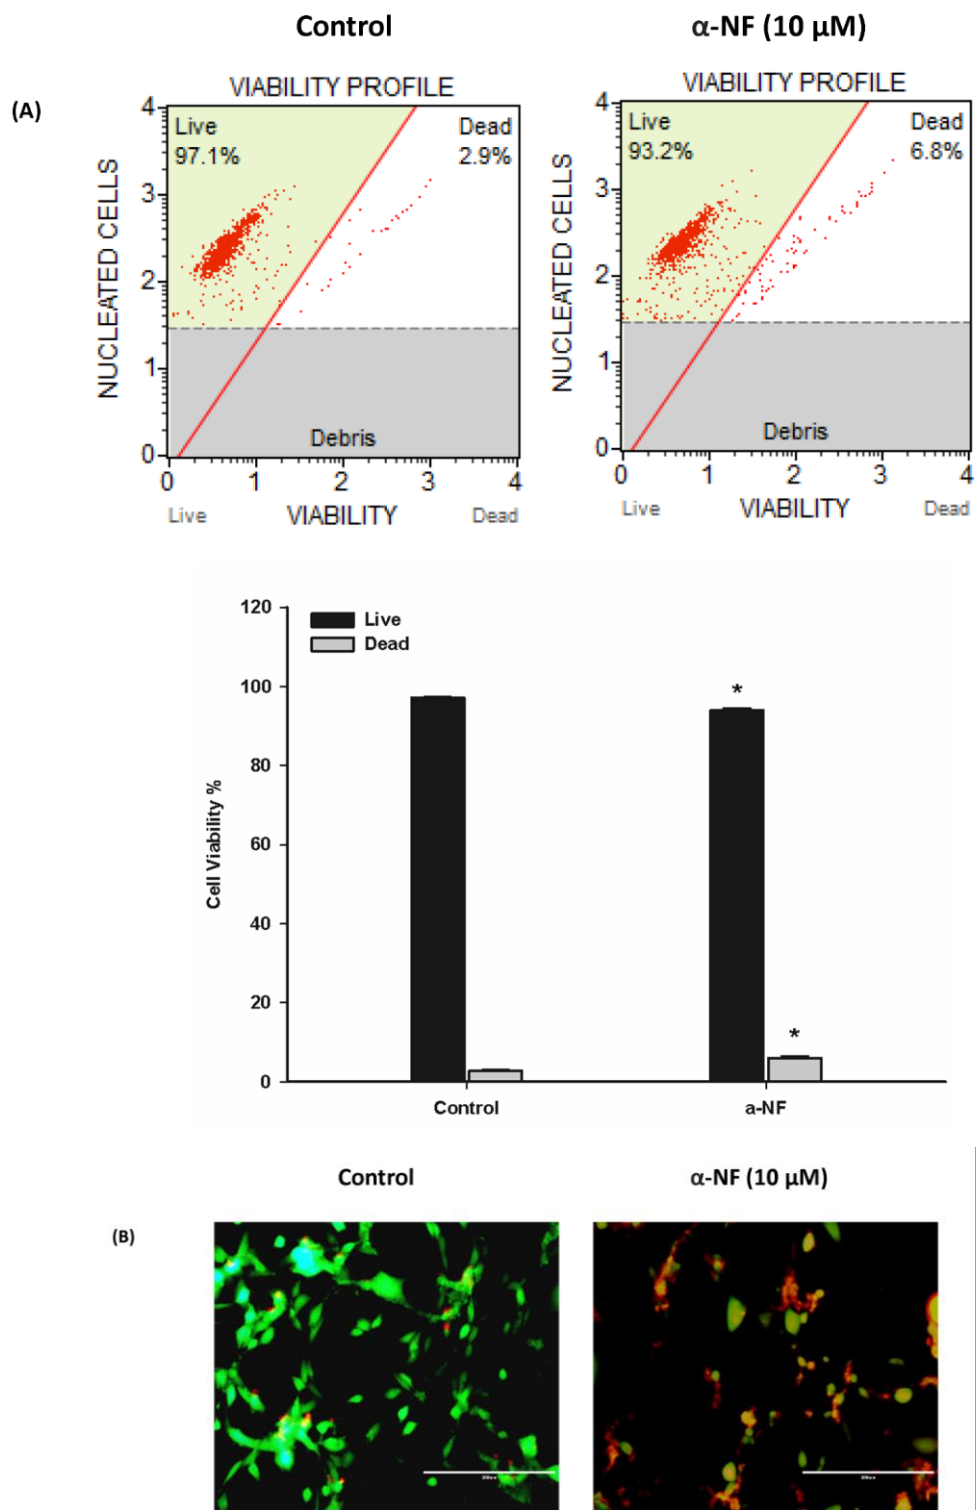 Control
α-NF (10 µM)
(A)
VIABILITY PROFILE
4
Live
97.1%
Dead
2.9%
3
2
1
0
NUCLEATED CELLS
Debris
0 1 2 3 4
Live VIABILITY Dead
VIABILITY PROFILE
4
Live
93.2%
Dead
6.8%
3
2
1
0
NUCLEATED CELLS
Debris
0 1 2 3 4
Live VIABILITY Dead
120
100
80
60
40
20
0
Cell Viability %
Live
Dead
*
*
Control
a-NF
Control
α-NF (10 µM)
(B)